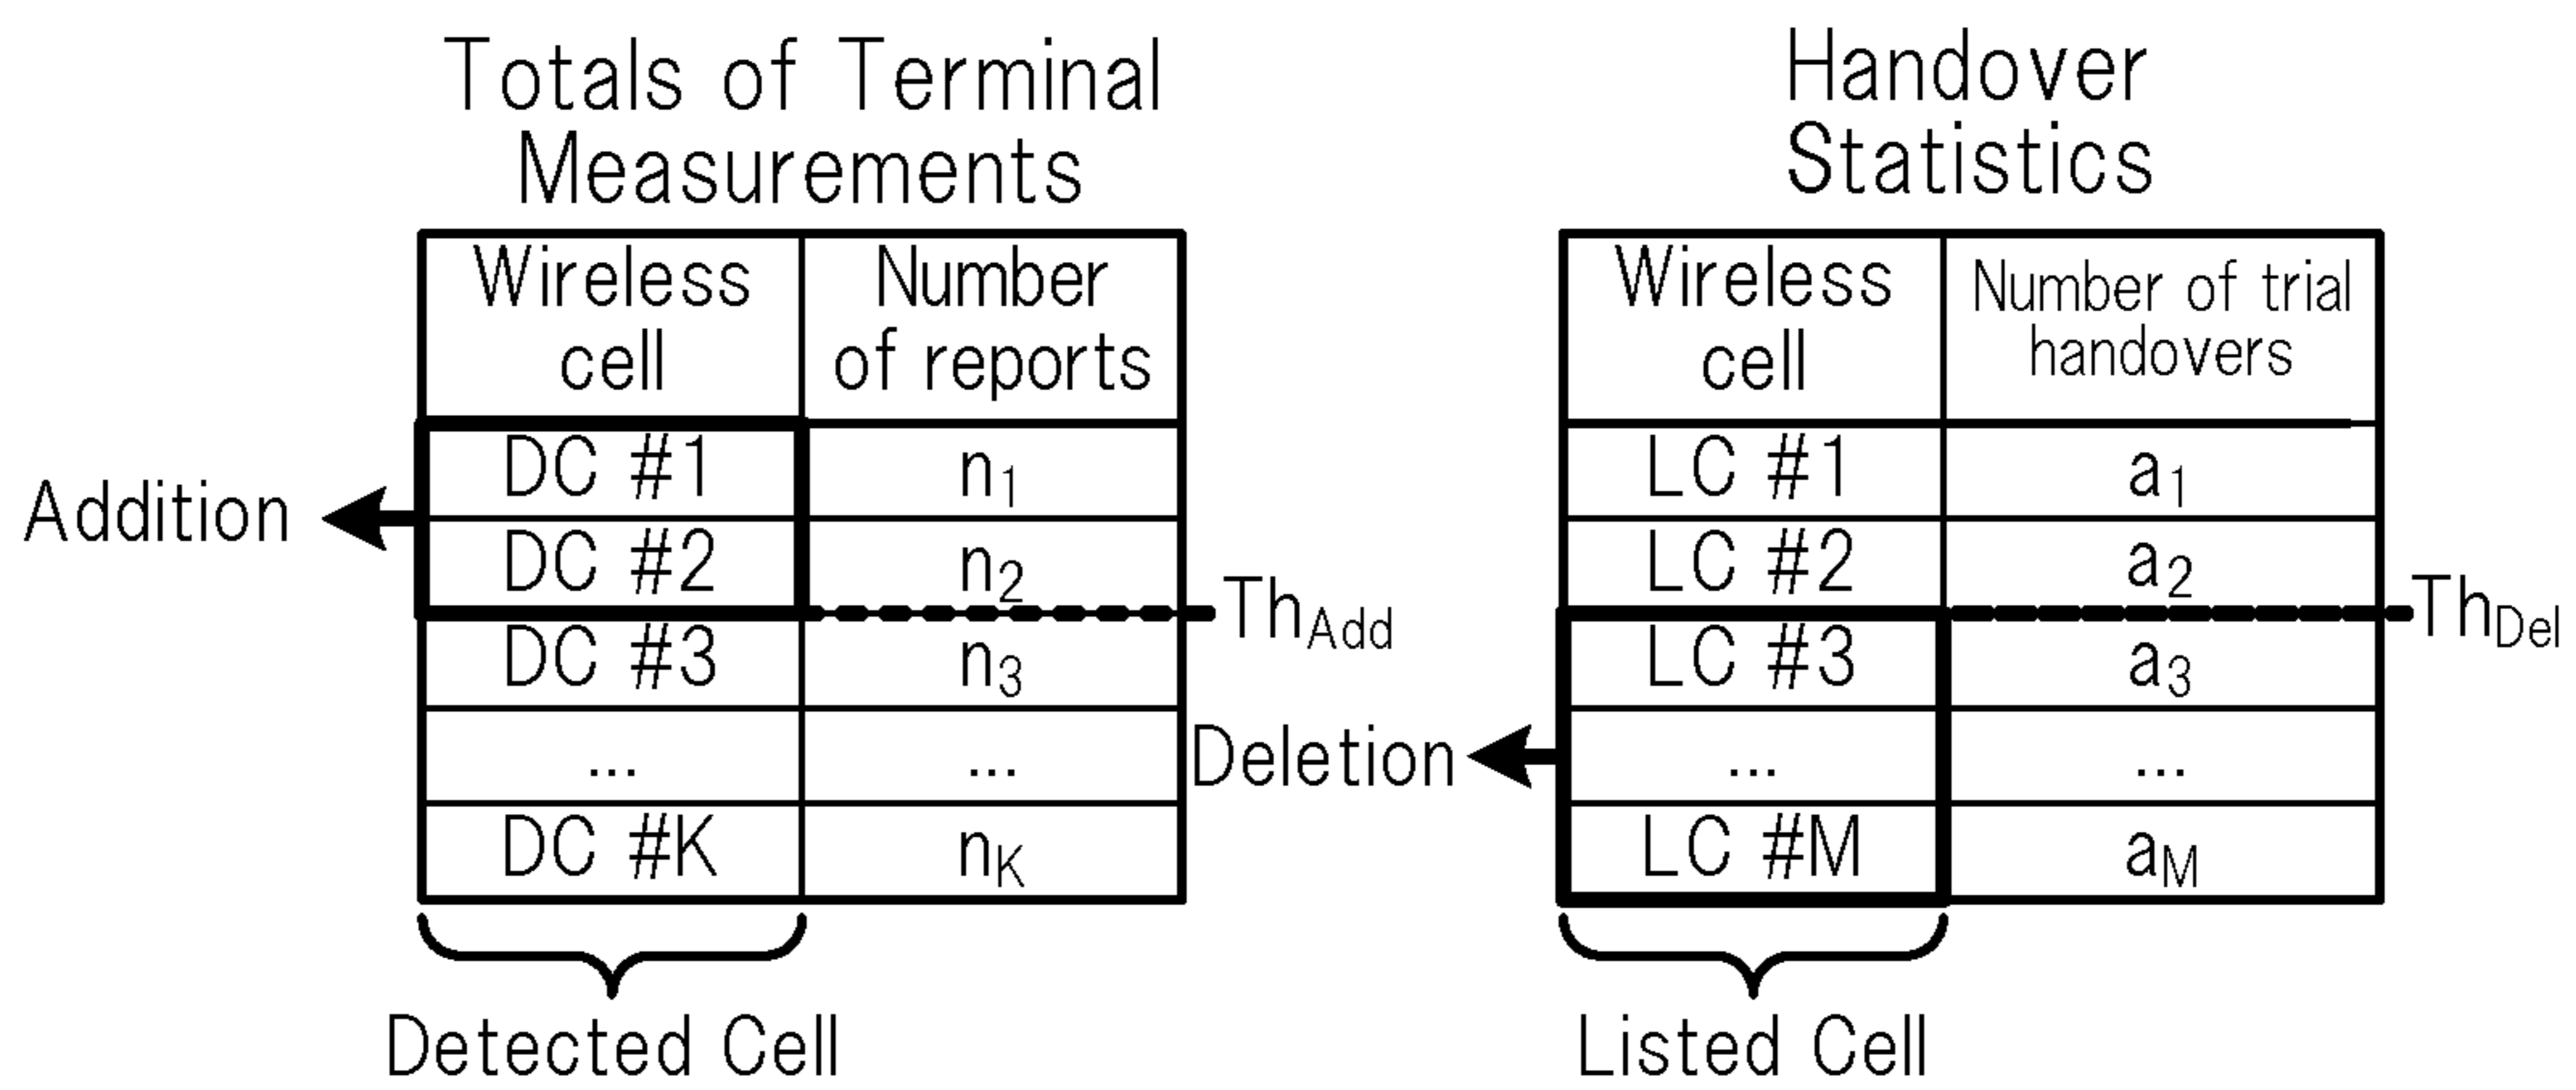 Totals of Terminal
Measurements
Wireless
cell
Number
of reports
Addition
DC #1
n1
DC #2
n2
ThAdd
DC #3
n3
...
...
DC #K
nK
Detected Cell
Handover
Statistics
Wireless
cell
Number of trial
handovers
LC #1
a1
LC #2
a2
ThDel
LC #3
a3
Deletion
...
...
LC #M
aM
Listed Cell